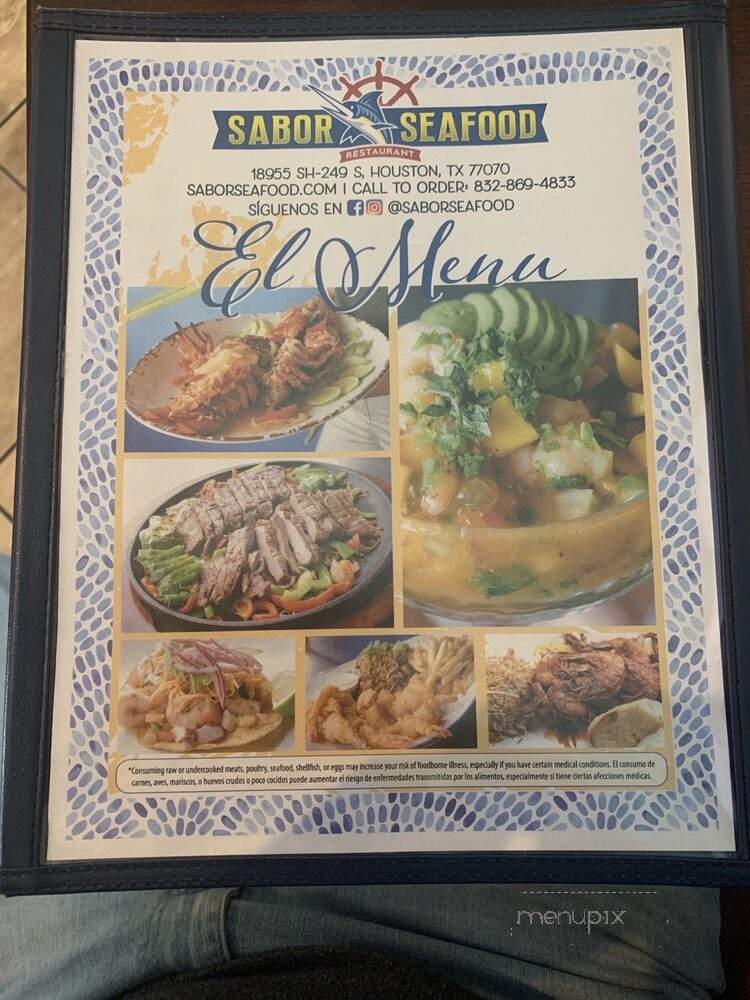 SABOR SEAFOOD
RESTAURANT
18955 SH-249 S, HOUSTON, TX 77070
SABORSEAFOOD.COM | CALL TO ORDER: 832-869-4833
SÍGUENOS EN @SABORSEAFOOD
El Menu
*Consuming raw or undercooked meats, poultry, seafood, shellfish, or eggs may increase your risk of foodborne illness, especially if you have certain medical conditions. El consumo de
carnes, aves, mariscos, o huevos crudos o poco cocidos puede aumentar el riesgo de enfermedades transmitidas por los alimentos, especialmente si tiene ciertas afecciones médicas.
menupix